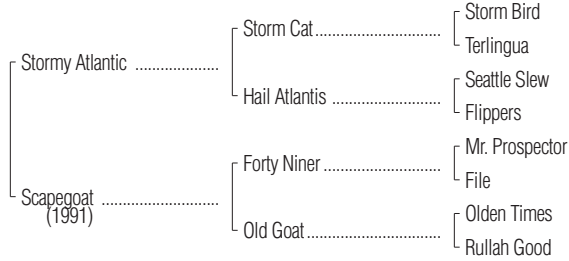 Storm Bird
Storm Cat
Terlingua
Stormy Atlantic
Seattle Slew
Hail Atlantis
Flippers
Mr. Prospector
Forty Niner
File
Scapegoat
(1991)
Olden Times
Old Goat
Rullah Good